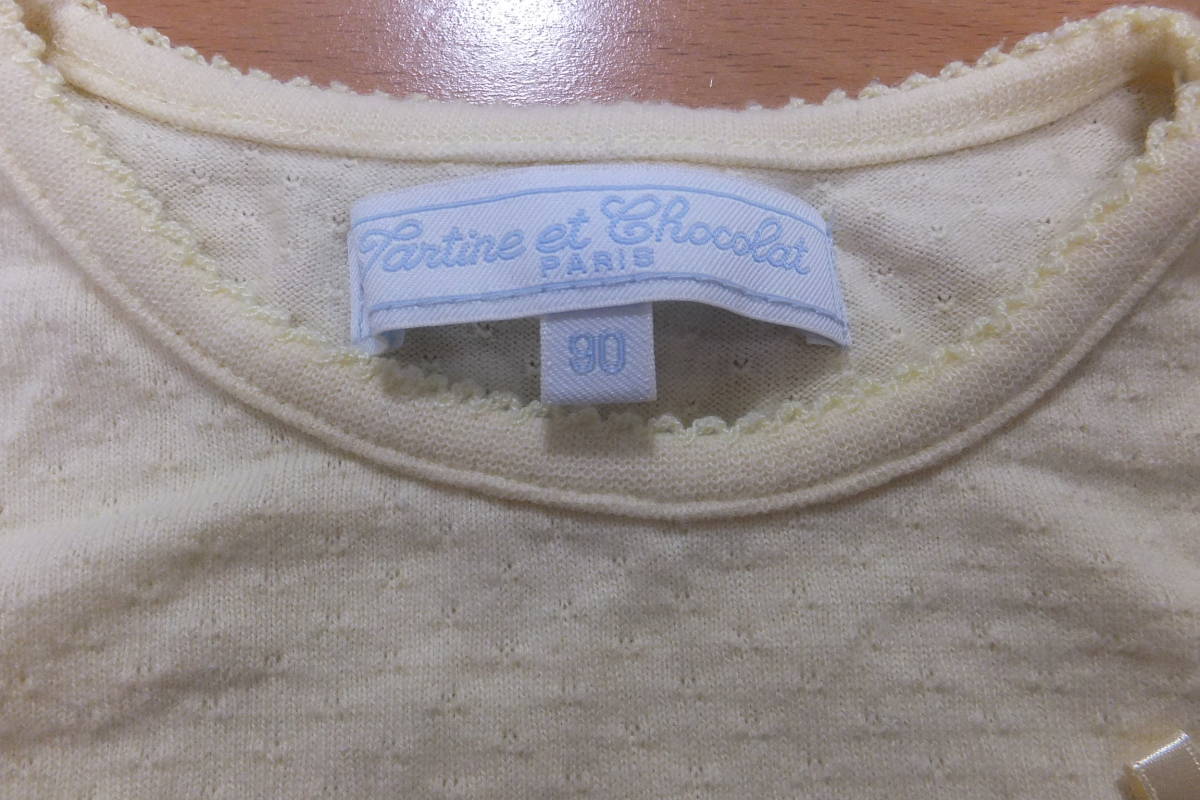 Tartine et Chocolat
PARIS
90